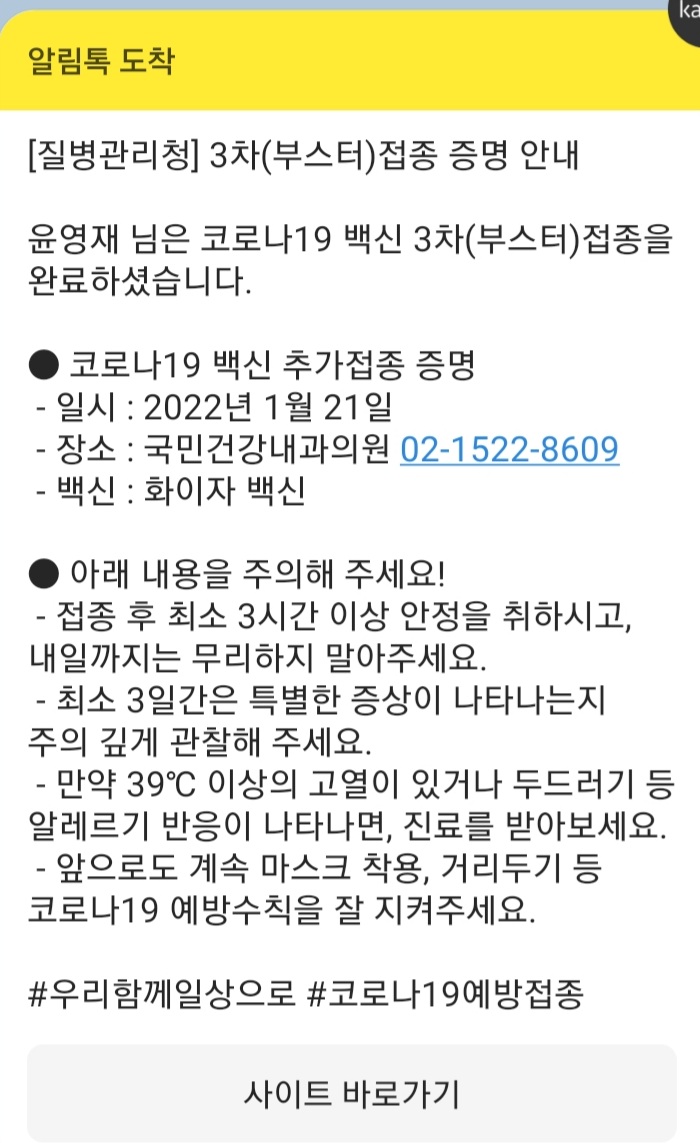 ka
알림톡 도착
[질병관리청] 3차(부스터)접종 증명 안내
윤영재 님은 코로나19 백신 3차(부스터)접종을
완료하셨습니다.
● 코로나19 백신 추가접종 증명
- 일시 : 2022년 1월 21일
- 장소 : 국민건강내과의원 02-1522-8609
- 백신 : 화이자 백신
● 아래 내용을 주의해 주세요!
- 접종 후 최소 3시간 이상 안정을 취하시고,
내일까지는 무리하지 말아주세요.
- 최소 3일간은 특별한 증상이 나타나는지
주의 깊게 관찰해 주세요.
- 만약 39℃ 이상의 고열이 있거나 두드러기 등
알레르기 반응이 나타나면, 진료를 받아보세요.
- 앞으로도 계속 마스크 착용, 거리두기 등
코로나19 예방수칙을 잘 지켜주세요.
#우리함께일상으로 #코로나19예방접종
사이트 바로가기